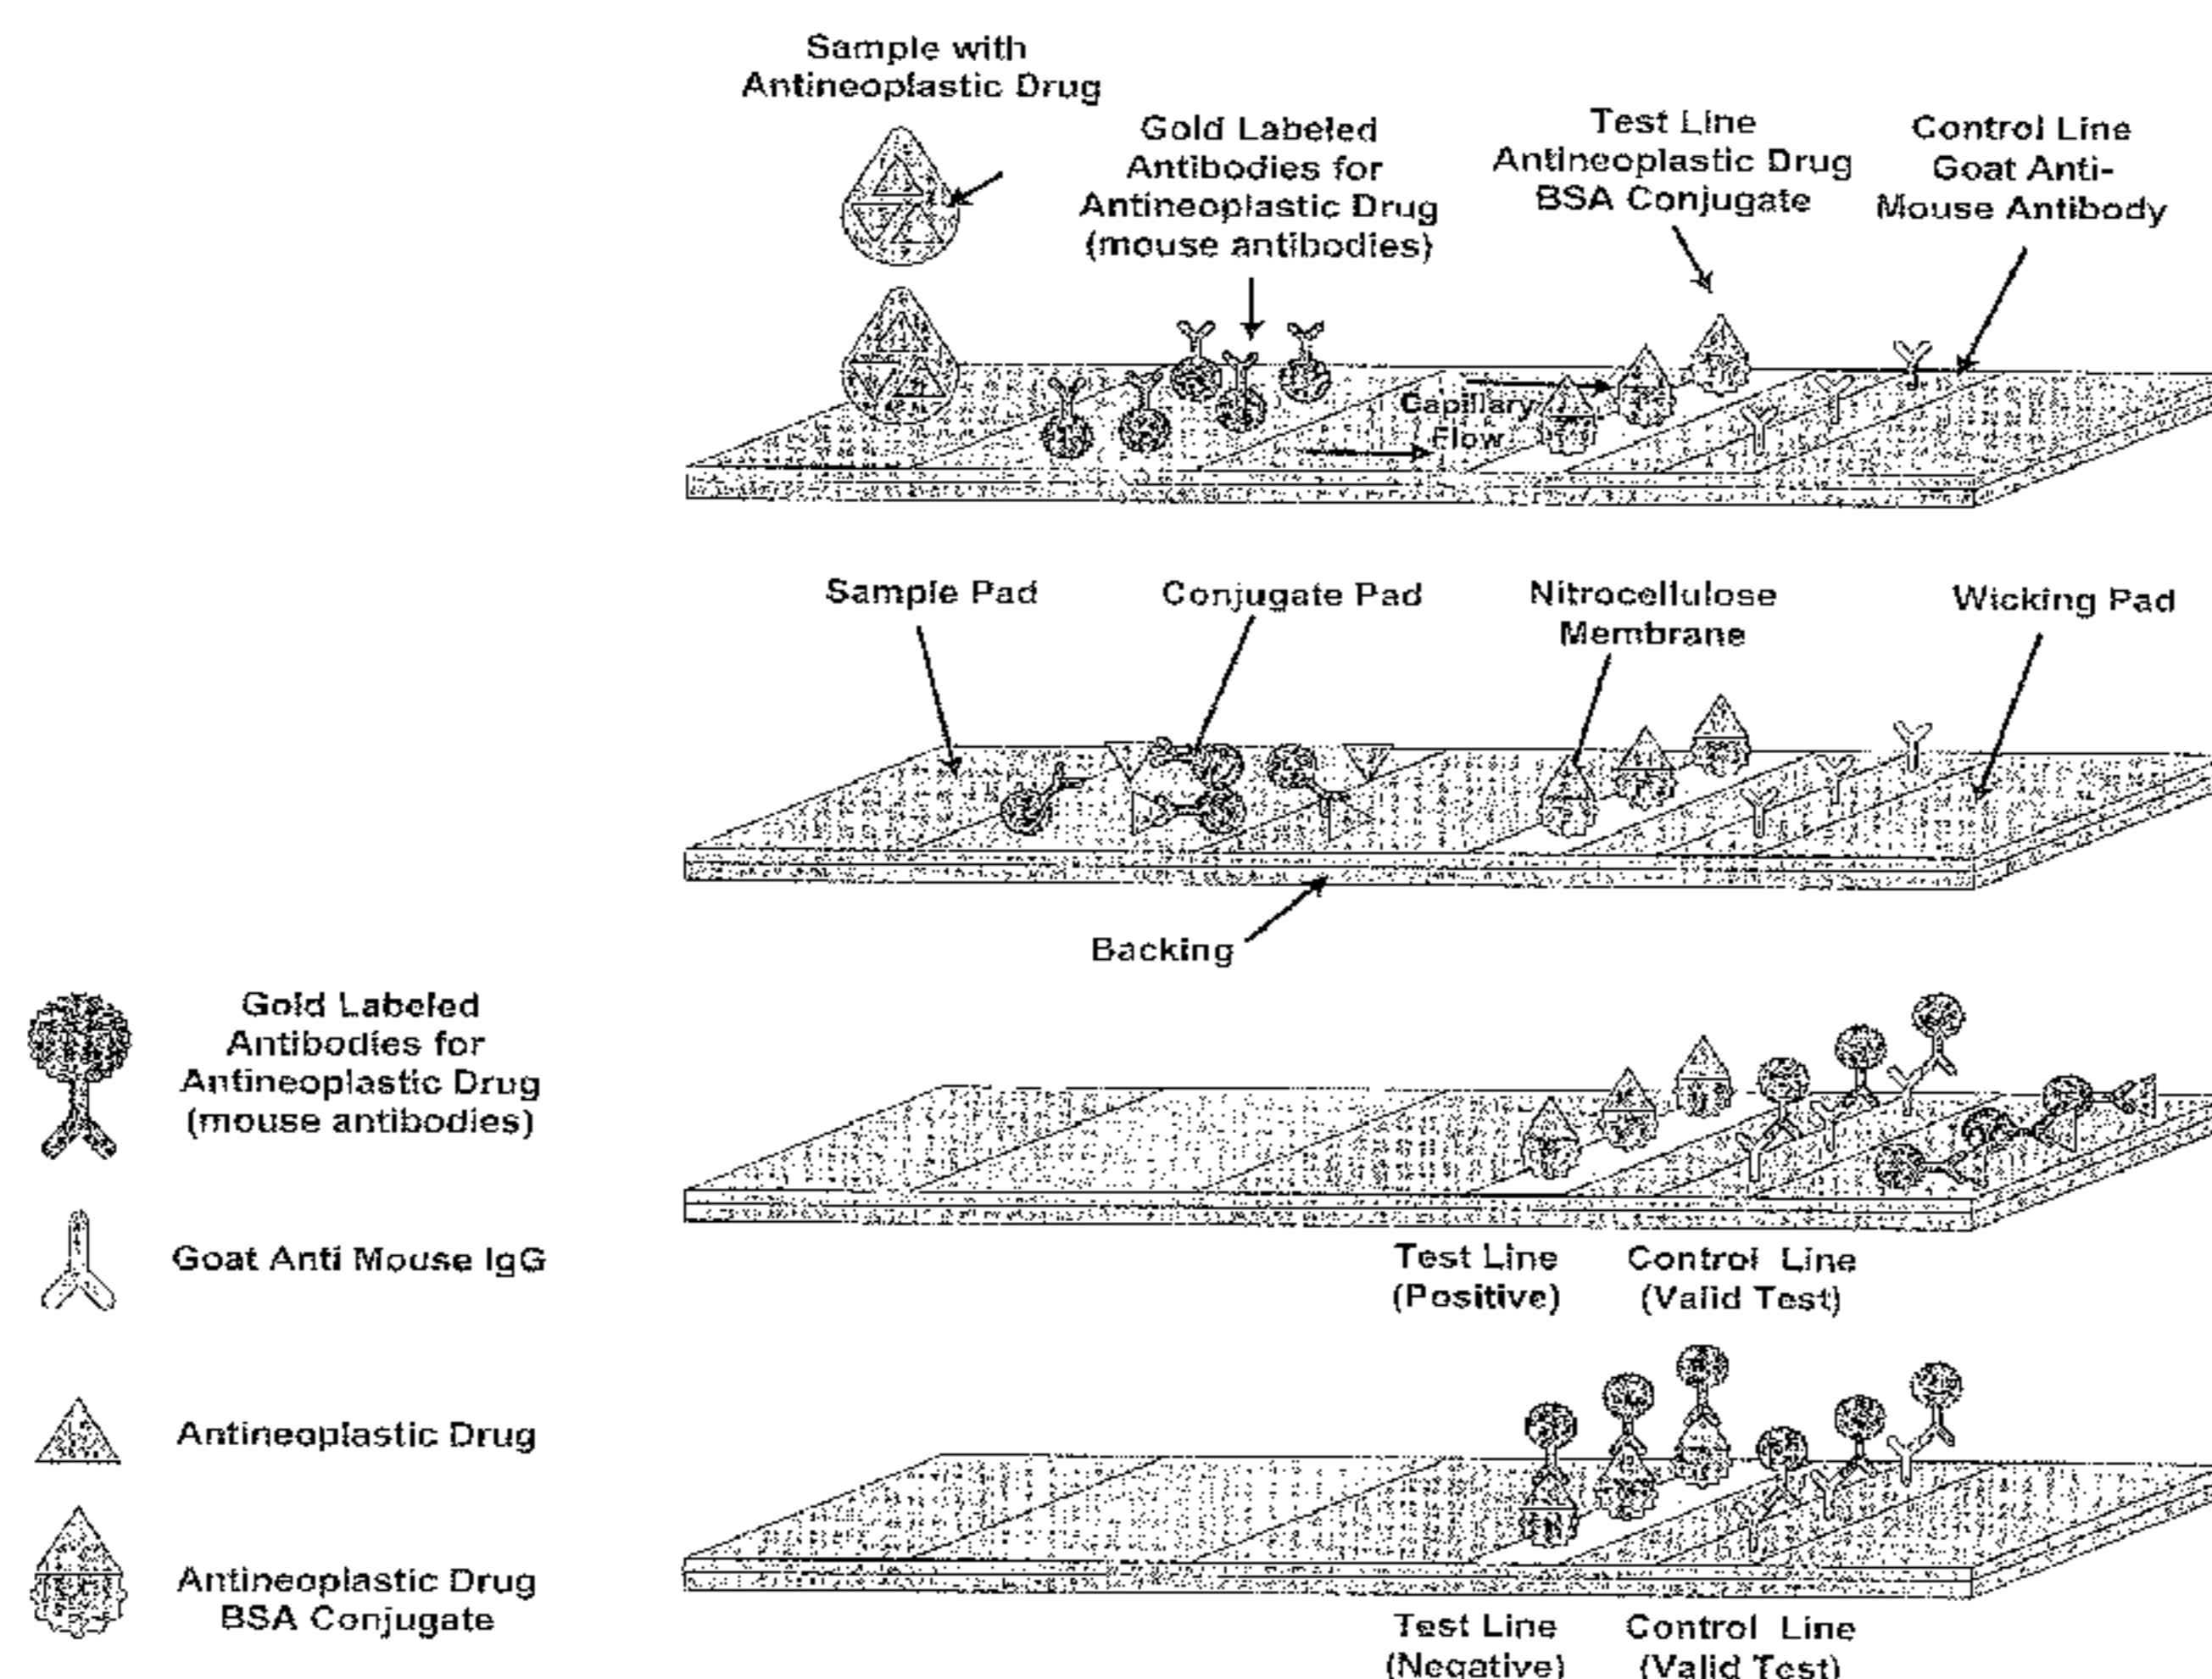 Sample with
Antineoplastic Drug
Gold Labeled
Antibodies for
Antineoplastic Drug
(mouse antibodies)
Test Line
Antineoplastic Drug
BSA Conjugate
Control Line
Goat Anti-
Mouse Antibody
Capillary
Flow
Sample Pad
Conjugate Pad
Nitrocellulose
Membrane
Wicking Pad
Backing
Gold Labeled
Antibodies for
Antineoplastic Drug
(mouse antibodies)
Goat Anti Mouse IgG
Antineoplastic Drug
Antineoplastic Drug
BSA Conjugate
Test Line
(Positive)
Control Line
(Valid Test)
Test Line
(Negative)
Control Line
(Valid Test)